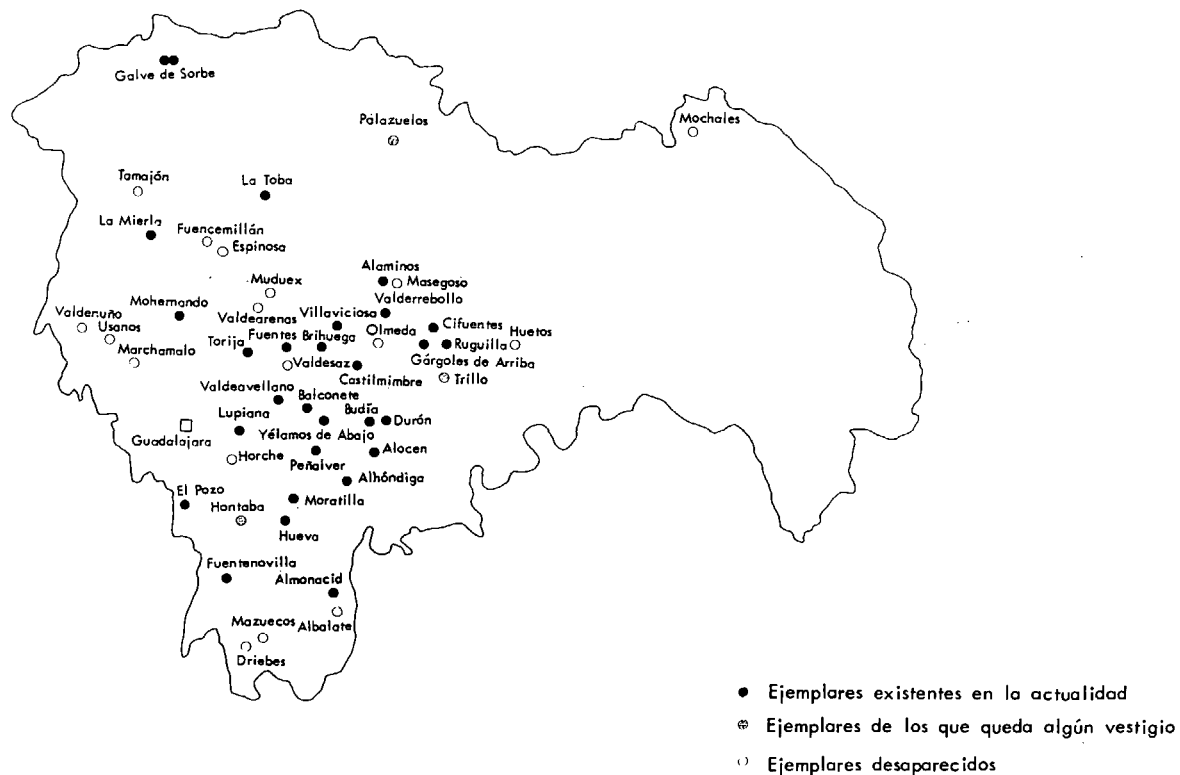 Galve de Sorbe
Palazuelos
Mochales
Tamajón
La Toba
La Mierla
Fuencemillán
Espinosa
Alaminos
Masegoso
Muduex
Valderrebollo
Mohernando
Valdenuño
Usanos
Valdearenas
Villaviciosa
Olmeda
Cifuentes
Huetos
Torija
Fuentes
Brihuega
Ruguilla
Marchamalo
Valdesaz
Gárgoles de Arriba
Castilmimbre
Trillo
Valdeavellano
Balconete
Lupiana
Budía
Durón
Guadalajara
Yélamos de Abajo
Horche
Peñalver
Alocen
Alhóndiga
El Pozo
Hontaba
Moratilla
Hueva
Fuentenovilla
Almonacid
Mazuecos
Albalate
Driebes
Ejemplares existentes en la actualidad
Ejemplares de los que queda algún vestigio
Ejemplares desaparecidos